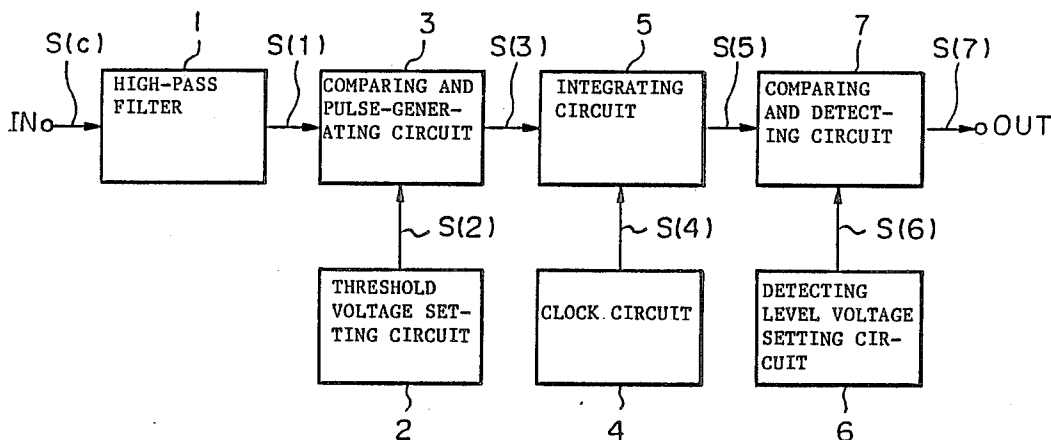 1
3
5
7
S(c)
S(1)
S(3)
S(5)
S(7)
HIGH-PASS
FILTER
COMPARING AND
PULSE-GENER-
ATING CIRCUIT
INTEGRATING
CIRCUIT
COMPARING
AND DETECT-
ING CIRCUIT
IN
OUT
S(2)
S(4)
S(6)
THRESHOLD
VOLTAGE SET-
TING CIRCUIT
CLOCK.CIRCUIT
DETECTING
LEVEL VOLTAGE
SETTING CIR-
CUIT
2
4
6